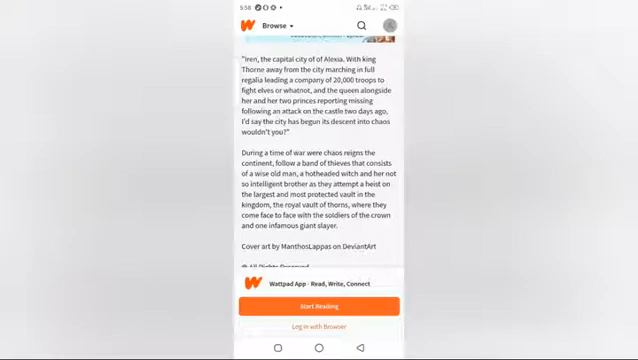 5:58
Browse
"Iren, the capital city of of Alexia. With king
Thorne away from the city marching in full
regalia leading a company of 20,000 troops to
fight elves or whatnot, and the queen alongside
her and her two princes reporting missing
following an attack on the castle two days ago,
I'd say the city has begun its descent into chaos
wouldn't you?"
During a time of war were chaos reigns the
continent, follow a band of thieves that consists
of a wise old man, a hotheaded witch and her not
so intelligent brother as they attempt a heist on
the largest and most protected vault in the
kingdom, the royal vault of thorns, where they
come face to face with the soldiers of the crown
and one infamous giant slayer.
Cover art by ManthosLappas on DeviantArt
All Rights Reserved
Wattpad App - Read, Write, Connect
Start Reading
Log in with Browser